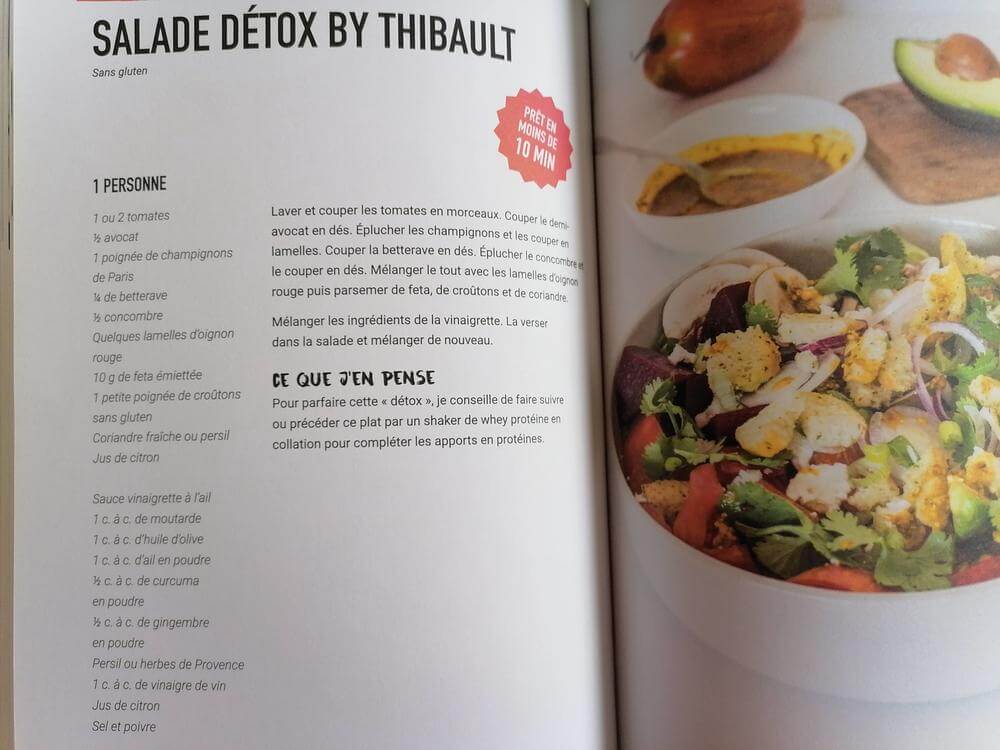 SALADE DÉTOX BY THIBAULT
Sans gluten
PRÊT EN
MOINS DE
10 MIN
1 PERSONNE
1 ou 2 tomates
½ avocat
1 poignée de champignons
de Paris
¼ de betterave
½ concombre
Quelques lamelles d'oignon
rouge
10 g de feta émiettée
1 petite poignée de croûtons
sans gluten
Coriandre fraîche ou persil
Jus de citron
Sauce vinaigrette à l'ail
1 c. à c. de moutarde
1 c. à c. d'huile d'olive
1 c. à c. d'ail en poudre
½ c. à c. de curcuma
en poudre
½ c. à c. de gingembre
en poudre
Persil ou herbes de Provence
1 c. à c. de vinaigre de vin
Jus de citron
Sel et poivre
Laver et couper les tomates en morceaux. Couper le demi-
avocat en dés. Éplucher les champignons et les couper en
lamelles. Couper la betterave en dés. Éplucher le concombre et
le couper en dés. Mélanger le tout avec les lamelles d'oignon
rouge puis parsemer de feta, de croûtons et de coriandre.
Mélanger les ingrédients de la vinaigrette. La verser
dans la salade et mélanger de nouveau.
CE QUE J'EN PENSE
Pour parfaire cette « détox », je conseille de faire suivre
ou précéder ce plat par un shaker de whey protéine en
collation pour compléter les apports en protéines.